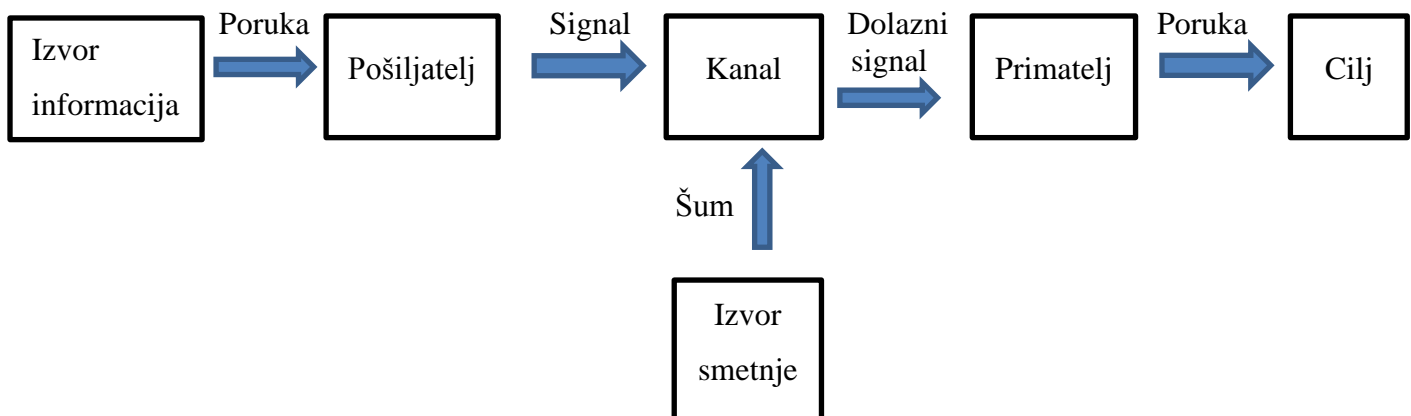 Izvor
informacija
Poruka
Pošiljatelj
Signal
Kanal
Dolazni
signal
Primatelj
Poruka
Cilj
Šum
Izvor
smetnje